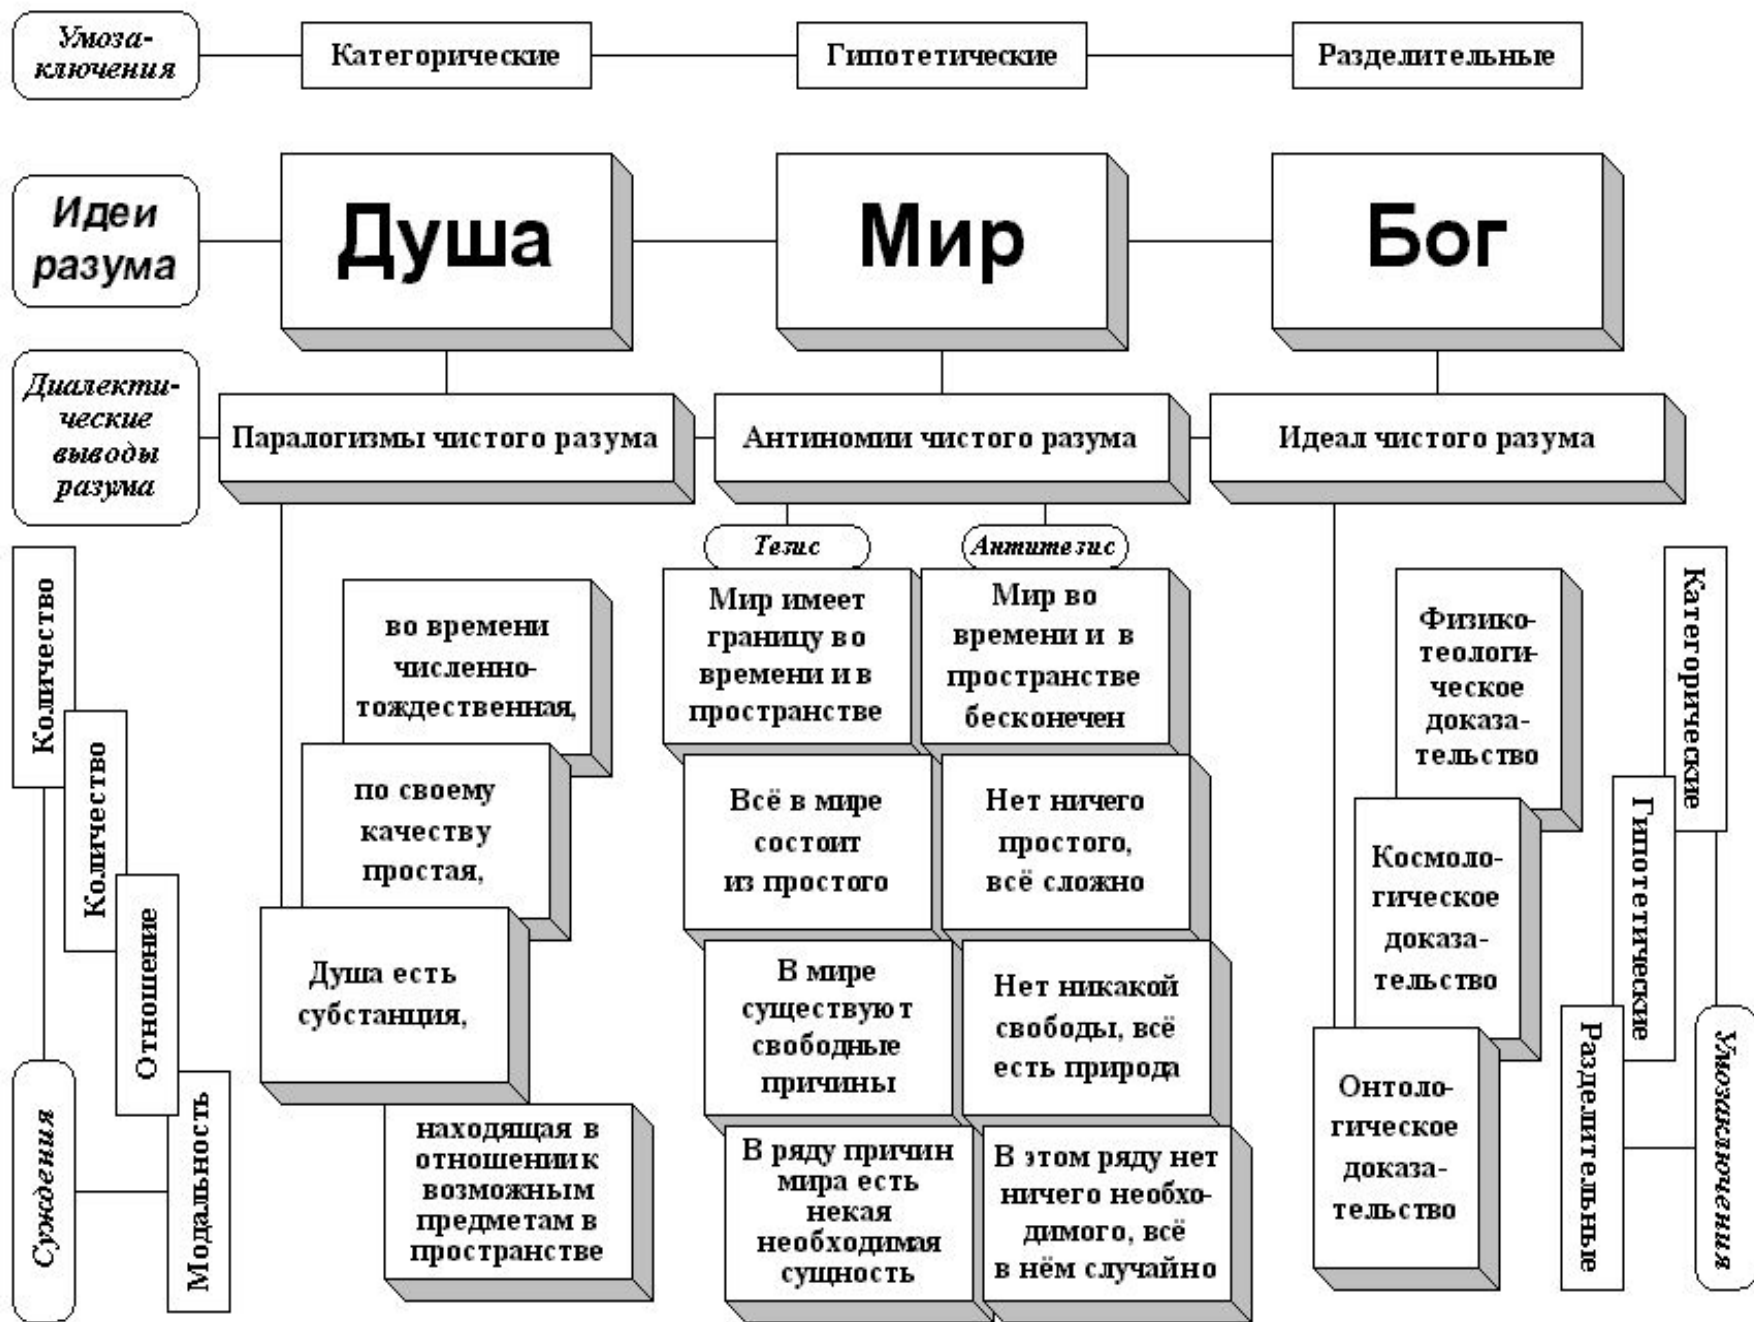 Умоза-
ключения
Категорические
Гипотетические
Разделительные
Идеи
разума
Душа
Мир
Бог
Диалекти-
ческие
выводы
разума
Паралогизмы чистого разума
Антиномии чистого разума
Идеал чистого разума
Тезис
Антитезис
Количество
Количество
Отношение
Модальность
Суждения
во времени
численно-
тождественная,
по своему
качеству
простая,
Душа есть
субстанция,
находящая в
отношении к
возможным
предметам в
пространстве
Мир имеет
границу во
времени и в
пространстве
Мир во
времени и в
пространстве
бесконечен
Всё в мире
состоит
из простого
Нет ничего
простого,
всё сложно
В мире
существуют
свободные
причины
Нет никакой
свободы, всё
есть природа
В ряду причин
мира есть
некая
необходимая
сущность
В этом ряду нет
ничего необхо-
димого, всё
в нём случайно
Физико-
теологи-
ческое
доказа-
тельство
Космоло-
гическое
доказа-
тельство
Онтоло-
гическое
доказа-
тельство
Категорические
Гипотетические
Разделительные
Умозаключения